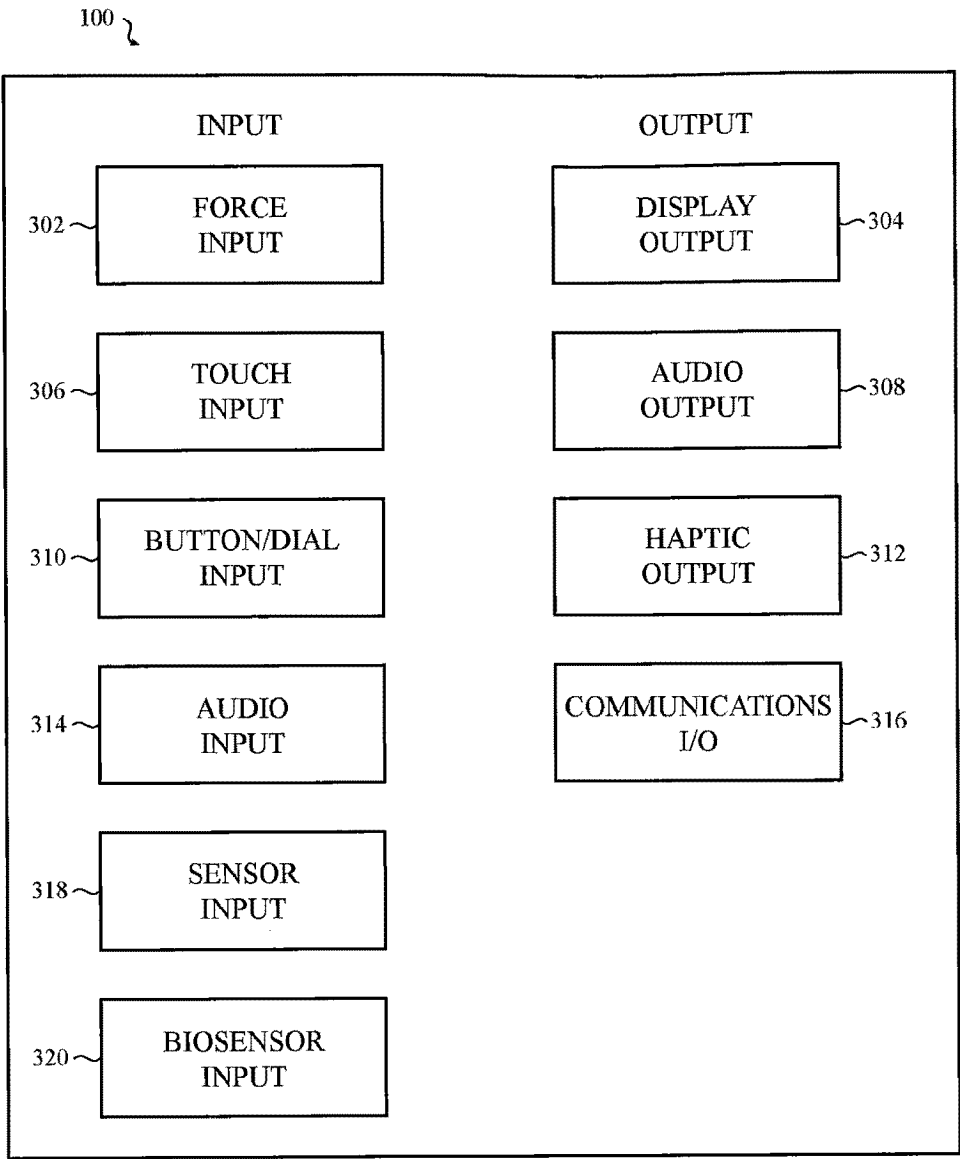 100
INPUT
OUTPUT
302
FORCE
INPUT
DISPLAY
OUTPUT
304
306
TOUCH
INPUT
AUDIO
OUTPUT
308
310
BUTTON/DIAL
INPUT
HAPTIC
OUTPUT
312
314
AUDIO
INPUT
COMMUNICATIONS
I/O
316
318
SENSOR
INPUT
320
BIOSENSOR
INPUT